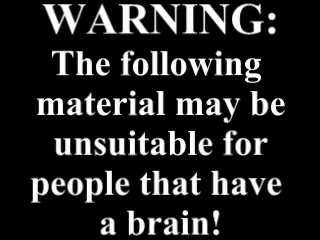 WARNING:
The following
material may be
unsuitable for
people that have
a brain!